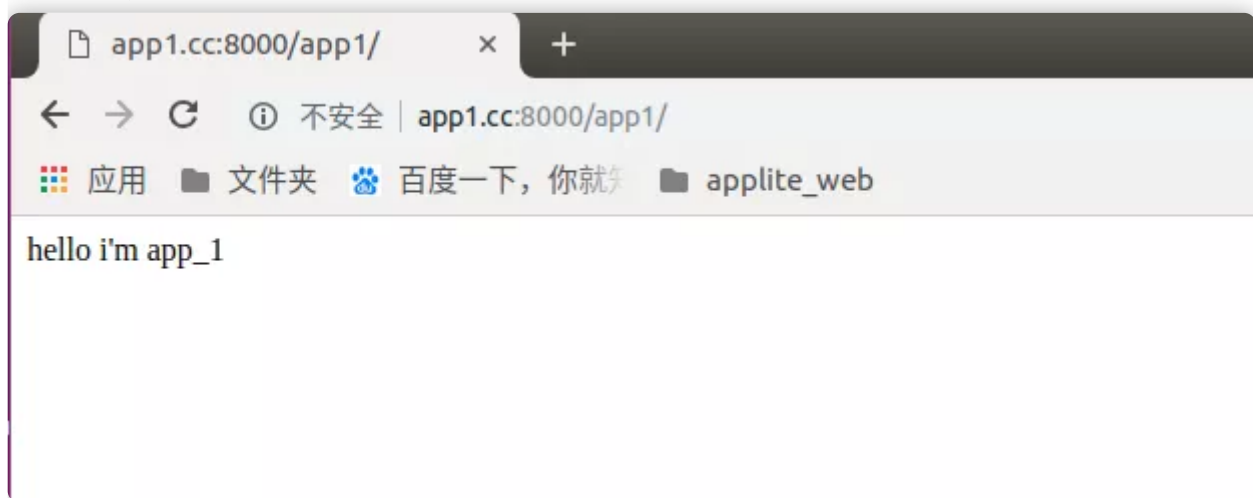 app1.cc:8000/app1/
不安全 app1.cc:8000/app1/
应用 文件夹 百度一下，你就 applite_web
hello i'm app_1